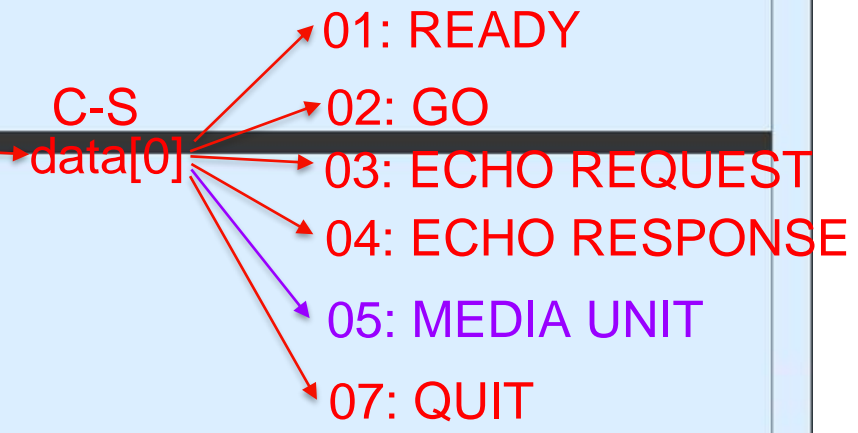 01: READY
C-S
02: GO
data[0]
03: ECHO REQUEST
04: ECHO RESPONSE
05: MEDIA UNIT
07: QUIT